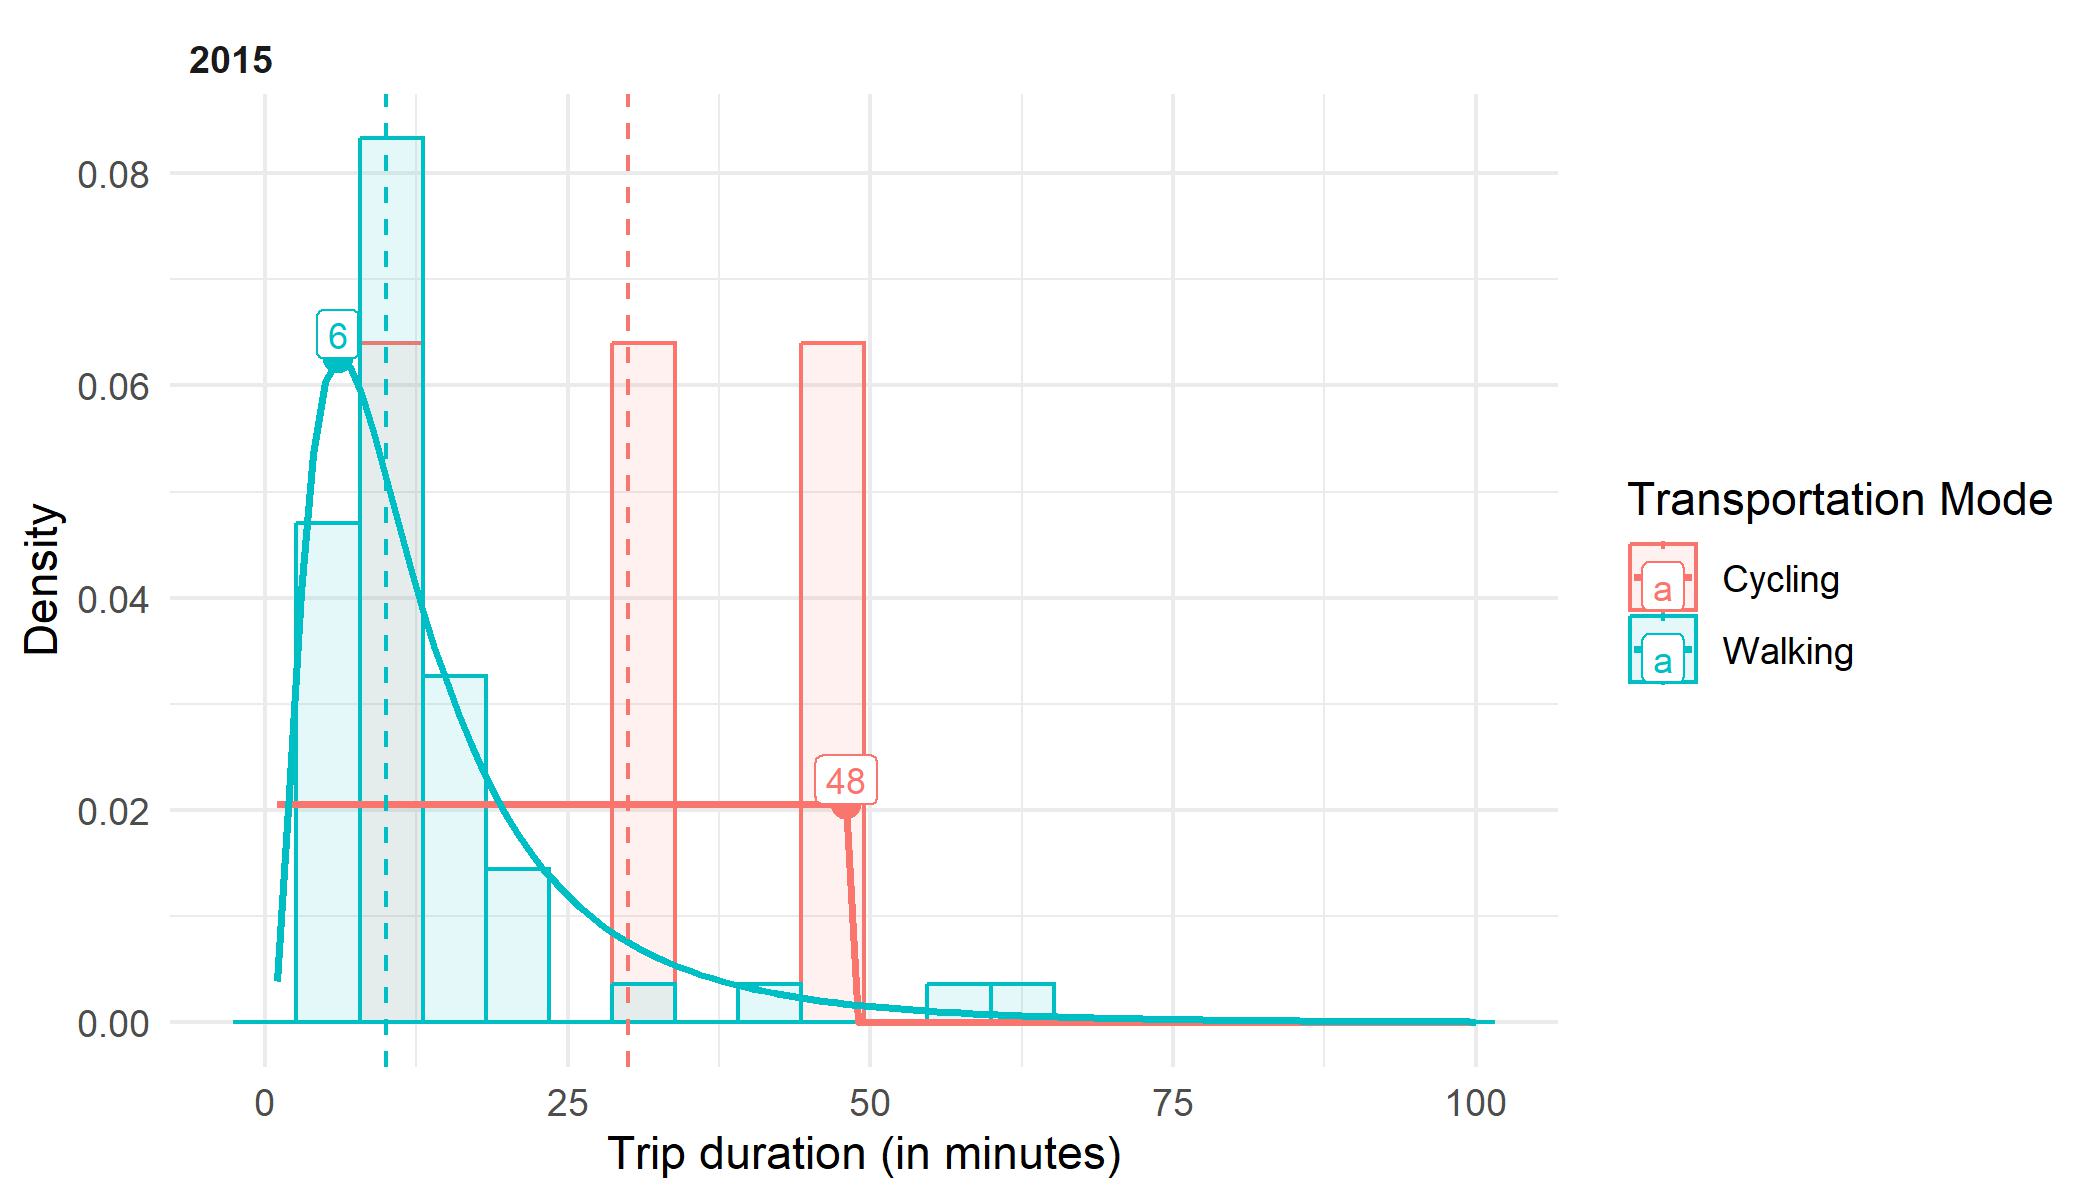 2015
0.08
0.06
0.04
0.02
0.00
Density
6
48
0 25 50 75 100
Trip duration (in minutes)
Transportation Mode
a Cycling
a Walking